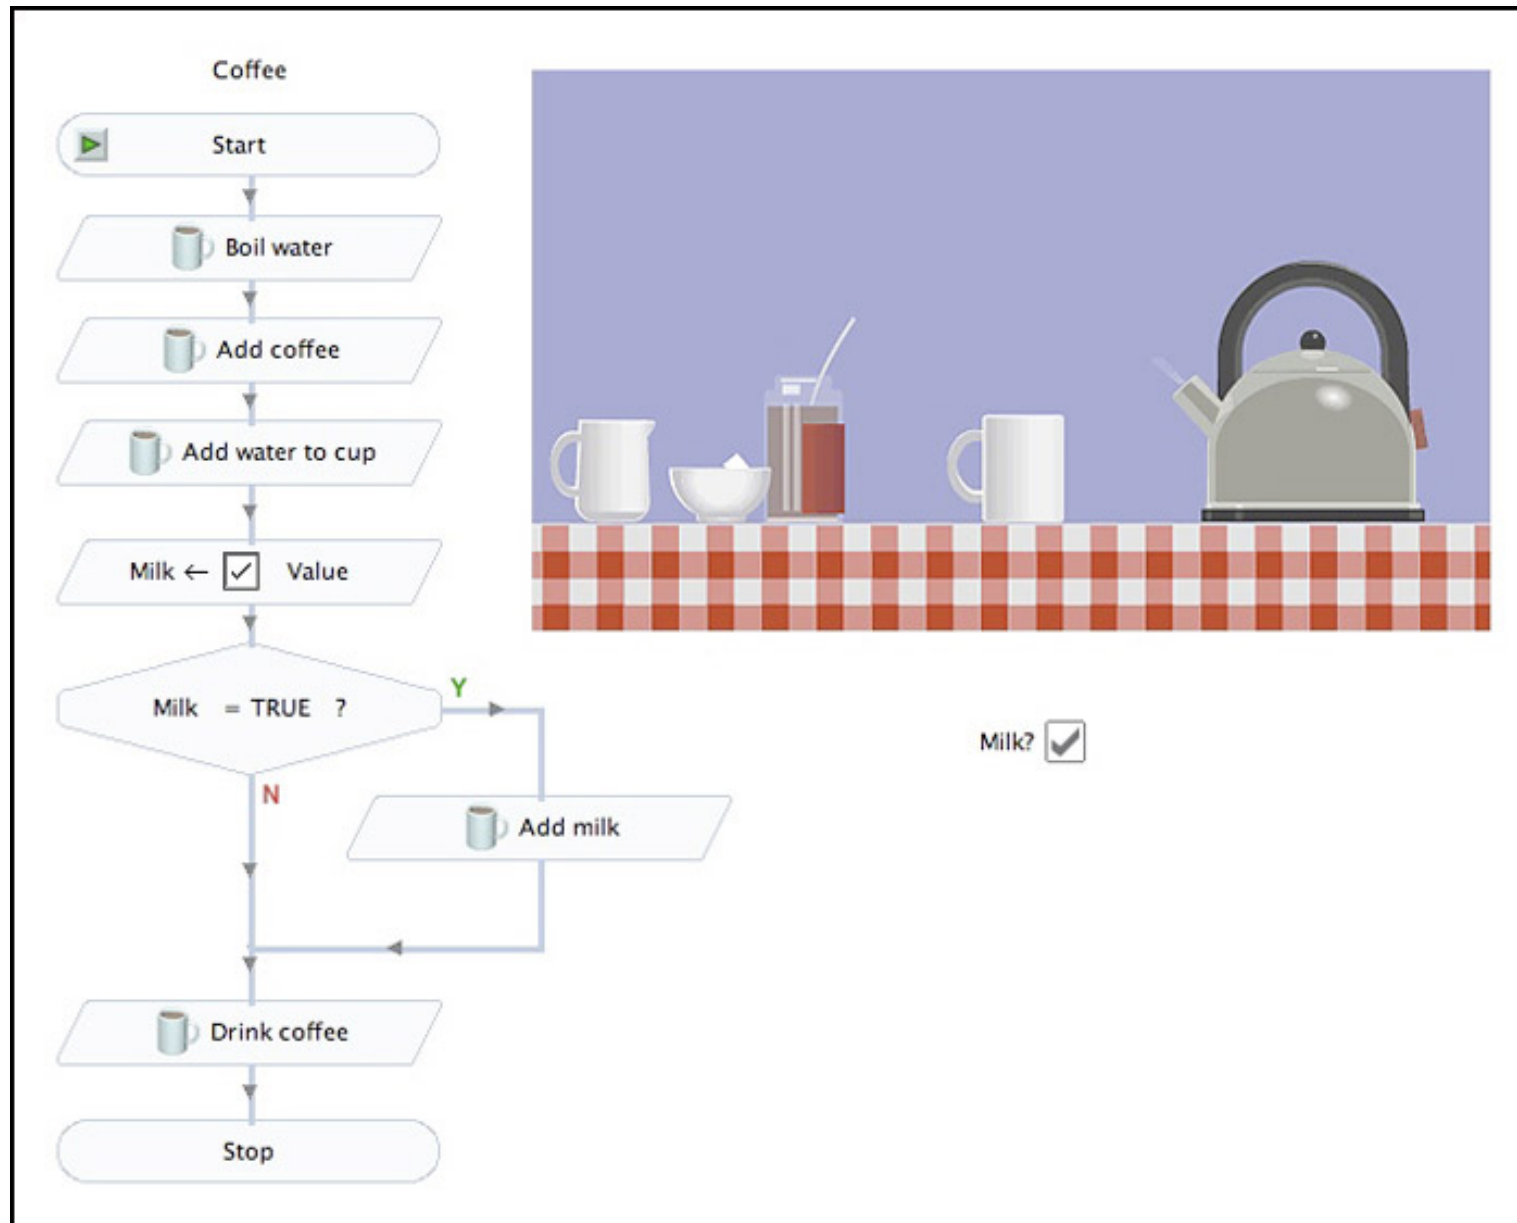 Coffee
Start
Boil water
Add coffee
Add water to cup
Milk ← Value
Milk = TRUE ?
Y
N
Add milk
Drink coffee
Stop
Milk?